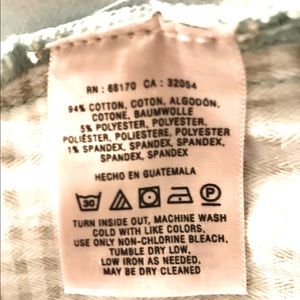 RN : 66170 CA : 32054
94% COTTON, COTON, ALGODÓN,
COTONE, BAUMWOLLE
5% POLYESTER, POLYESTER,
POLIÉSTER, POLIESTERE, POLYESTER
1% SPANDEX, SPANDEX, SPANDEX,
SPANDEX, SPANDEX
HECHO EN GUATEMALA
30 P
TURN INSIDE OUT, MACHINE WASH
COLD WITH LIKE COLORS,
USE ONLY NON-CHLORINE BLEACH,
TUMBLE DRY LOW,
LOW IRON AS NEEDED,
MAY BE DRY CLEANED